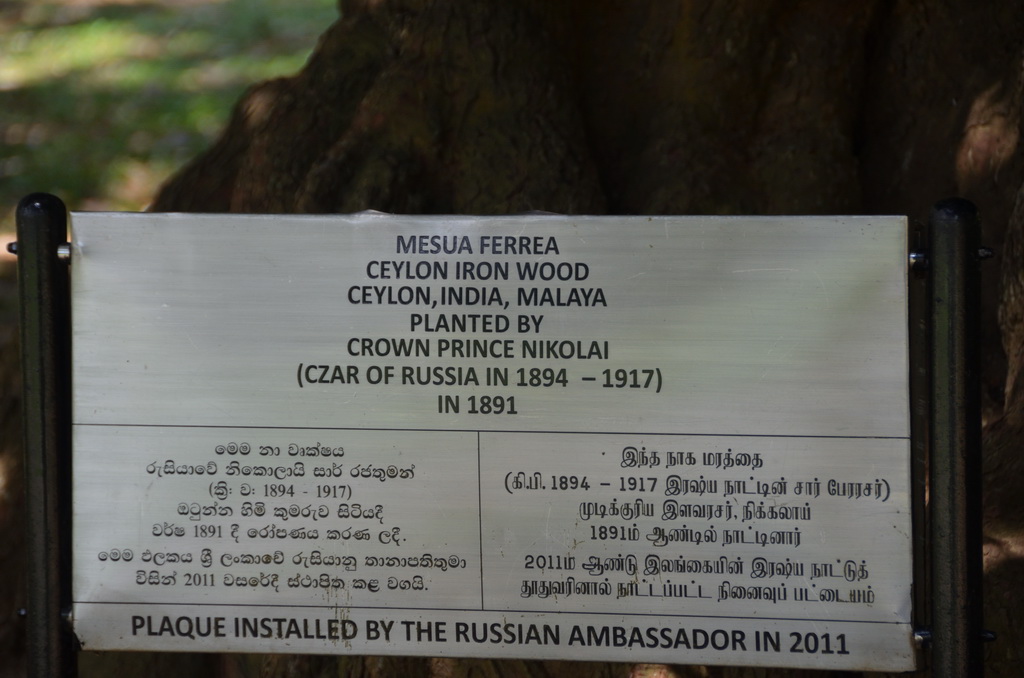 MESUA FERREA
CEYLON IRON WOOD
CEYLON, INDIA, MALAYA
PLANTED BY
CROWN PRINCE NIKOLAI
(CZAR OF RUSSIA IN 1894 – 1917)
IN 1891
මෙම නා වෘක්ෂය
රුසියාවේ නිකොලායි සාර් රජතුමන්
(ක්‍රි: ව: 1894 - 1917)
ඔටුන්න හිමි කුමරුව සිටියදී
වර්ෂ 1891 දී රෝපණය කරණ ලදී.
මෙම ඵලකය ශ්‍රී ලංකාවේ රුසියානු තානාපතිතුමා
විසින් 2011 වසරේදී ස්ථාපිත කළ වගයි.
இந்த நாக மரத்தை
(கி.பி. 1894 – 1917 இரஷ்ய நாட்டின் சார் பேரரசர்)
முடிக்குரிய இளவரசர், நிக்கலாய்
1891ம் ஆண்டில் நாட்டினார்
2011ம் ஆண்டு இலங்கையின் இரஷ்ய நாட்டுத்
தூதுவரினால் நாட்டப்பட்ட நினைவுப் பட்டையம்
PLAQUE INSTALLED BY THE RUSSIAN AMBASSADOR IN 2011